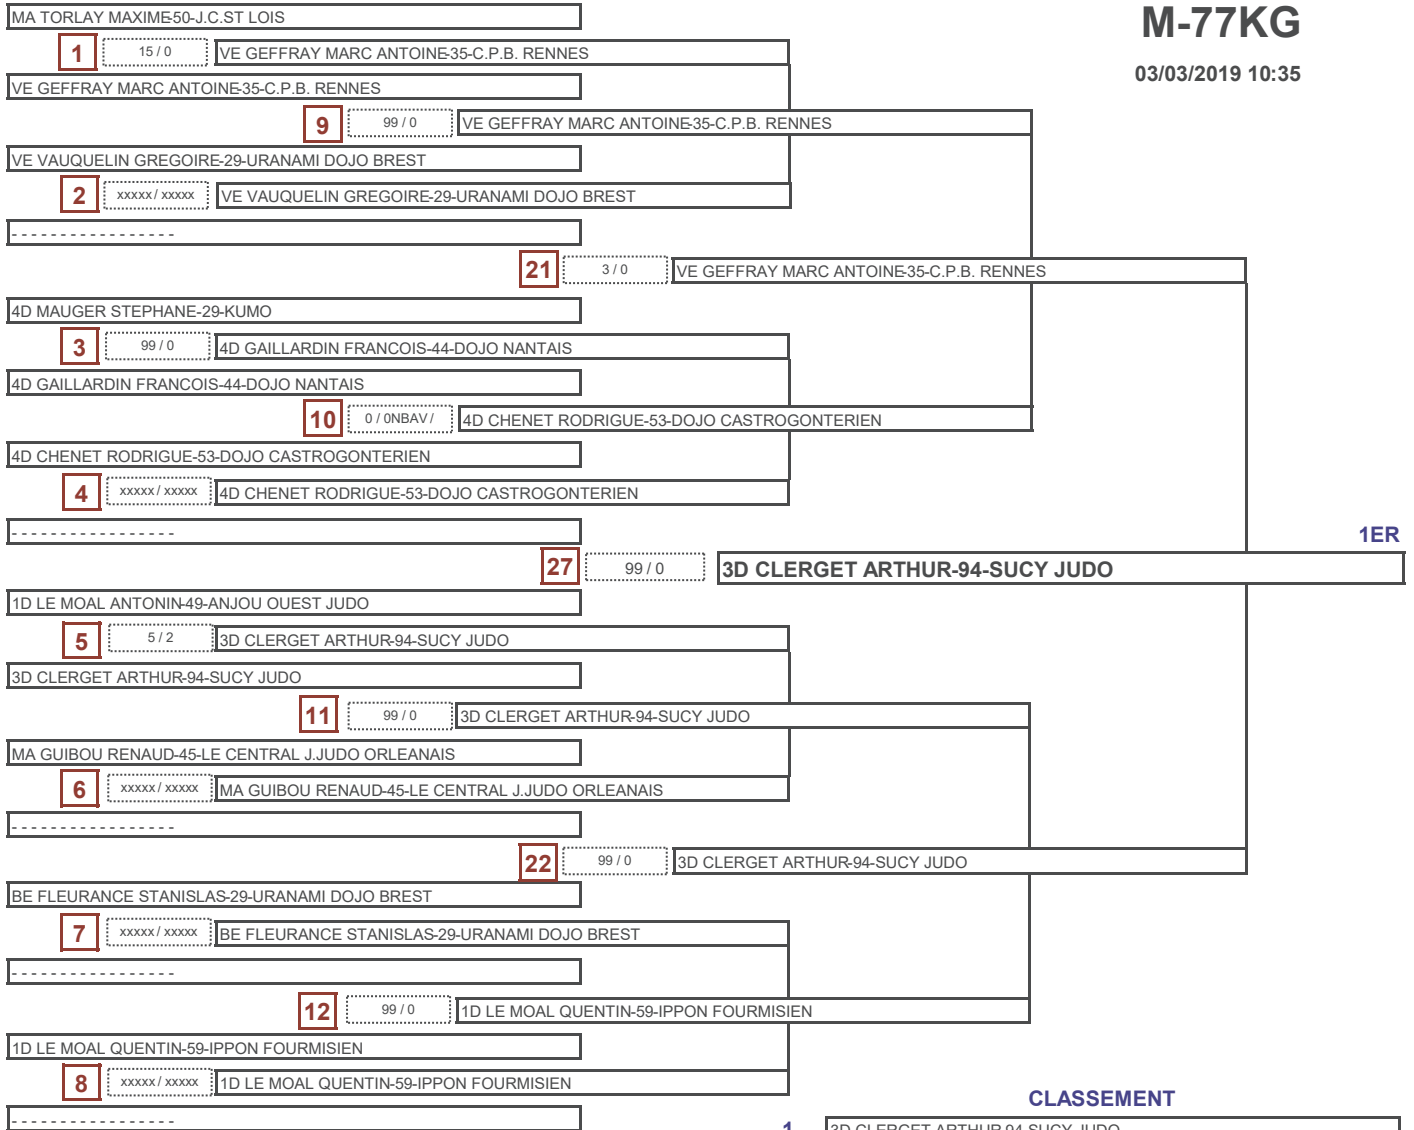 MA TORLAY MAXIME-50-J.C.ST LOIS
M-77KG
1 15 / 0 VE GEFFRAY MARC ANTOINE-35-C.P.B. RENNES
03/03/2019 10:35
VE GEFFRAY MARC ANTOINE-35-C.P.B. RENNES
9 99 / 0 VE GEFFRAY MARC ANTOINE-35-C.P.B. RENNES
VE VAUQUELIN GREGOIRE-29-URANAMI DOJO BREST
2 xxxxx / xxxxx VE VAUQUELIN GREGOIRE-29-URANAMI DOJO BREST
- - - - - - - - - - - - - - - - -
21 3 / 0 VE GEFFRAY MARC ANTOINE-35-C.P.B. RENNES
4D MAUGER STEPHANE-29-KUMO
3 99 / 0 4D GAILLARDIN FRANCOIS-44-DOJO NANTAIS
4D GAILLARDIN FRANCOIS-44-DOJO NANTAIS
10 0 / 0NBAV / 4D CHENET RODRIGUE-53-DOJO CASTROGONTERIEN
4D CHENET RODRIGUE-53-DOJO CASTROGONTERIEN
4 xxxxx / xxxxx 4D CHENET RODRIGUE-53-DOJO CASTROGONTERIEN
- - - - - - - - - - - - - - - - -
1ER
27 99 / 0 3D CLERGET ARTHUR-94-SUCY JUDO
1D LE MOAL ANTONIN-49-ANJOU OUEST JUDO
5 5 / 2 3D CLERGET ARTHUR-94-SUCY JUDO
3D CLERGET ARTHUR-94-SUCY JUDO
11 99 / 0 3D CLERGET ARTHUR-94-SUCY JUDO
MA GUIBOU RENAUD-45-LE CENTRAL J.JUDO ORLEANAIS
6 xxxxx / xxxxx MA GUIBOU RENAUD-45-LE CENTRAL J.JUDO ORLEANAIS
- - - - - - - - - - - - - - - - -
22 99 / 0 3D CLERGET ARTHUR-94-SUCY JUDO
BE FLEURANCE STANISLAS-29-URANAMI DOJO BREST
7 xxxxx / xxxxx BE FLEURANCE STANISLAS-29-URANAMI DOJO BREST
- - - - - - - - - - - - - - - - -
12 99 / 0 1D LE MOAL QUENTIN-59-IPPON FOURMISIEN
1D LE MOAL QUENTIN-59-IPPON FOURMISIEN
8 xxxxx / xxxxx 1D LE MOAL QUENTIN-59-IPPON FOURMISIEN
CLASSEMENT
- - - - - - - - - - - - - - - - -
1 3D CLERGET ARTHUR-94-SUCY JUDO